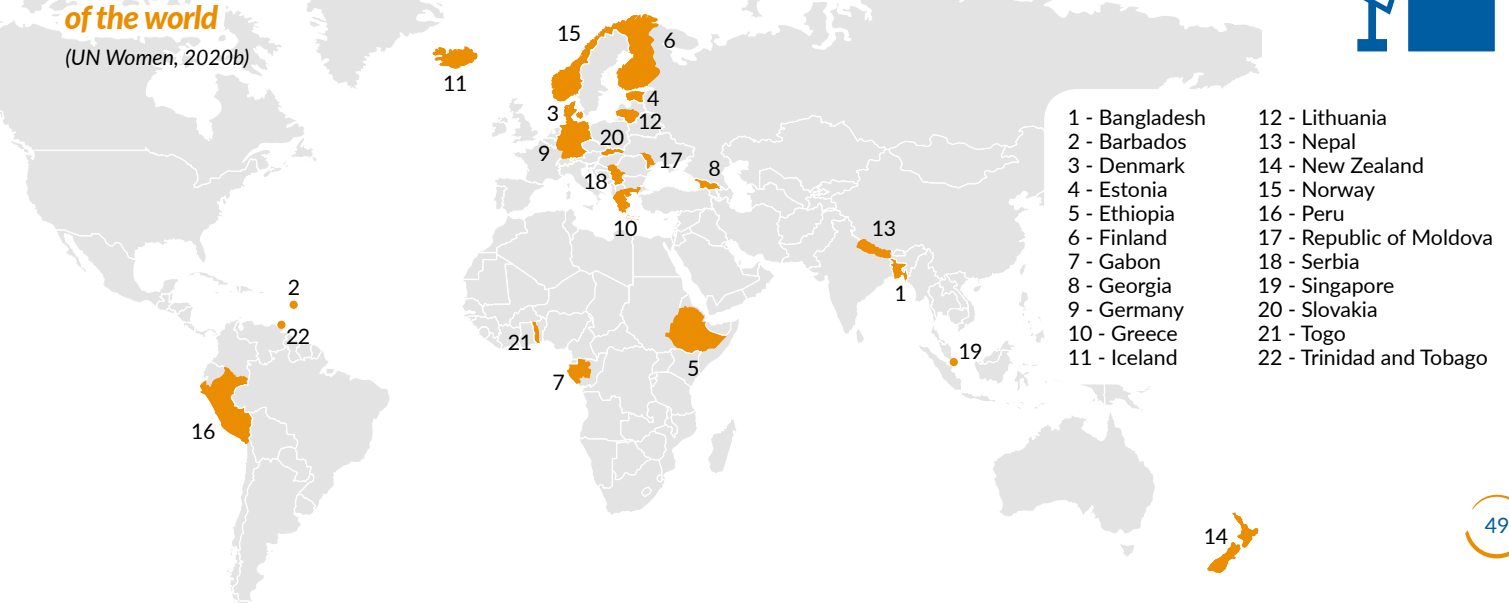 of the world
(UN Women, 2020b)
15
6
11
3
4
12
20
9
17
8
18
10
13
1
2
22
21
7
5
19
16
14
1 - Bangladesh
2 - Barbados
3 - Denmark
4 - Estonia
5 - Ethiopia
6 - Finland
7 - Gabon
8 - Georgia
9 - Germany
10 - Greece
11 - Iceland
12 - Lithuania
13 - Nepal
14 - New Zealand
15 - Norway
16 - Peru
17 - Republic of Moldova
18 - Serbia
19 - Singapore
20 - Slovakia
21 - Togo
22 - Trinidad and Tobago
49